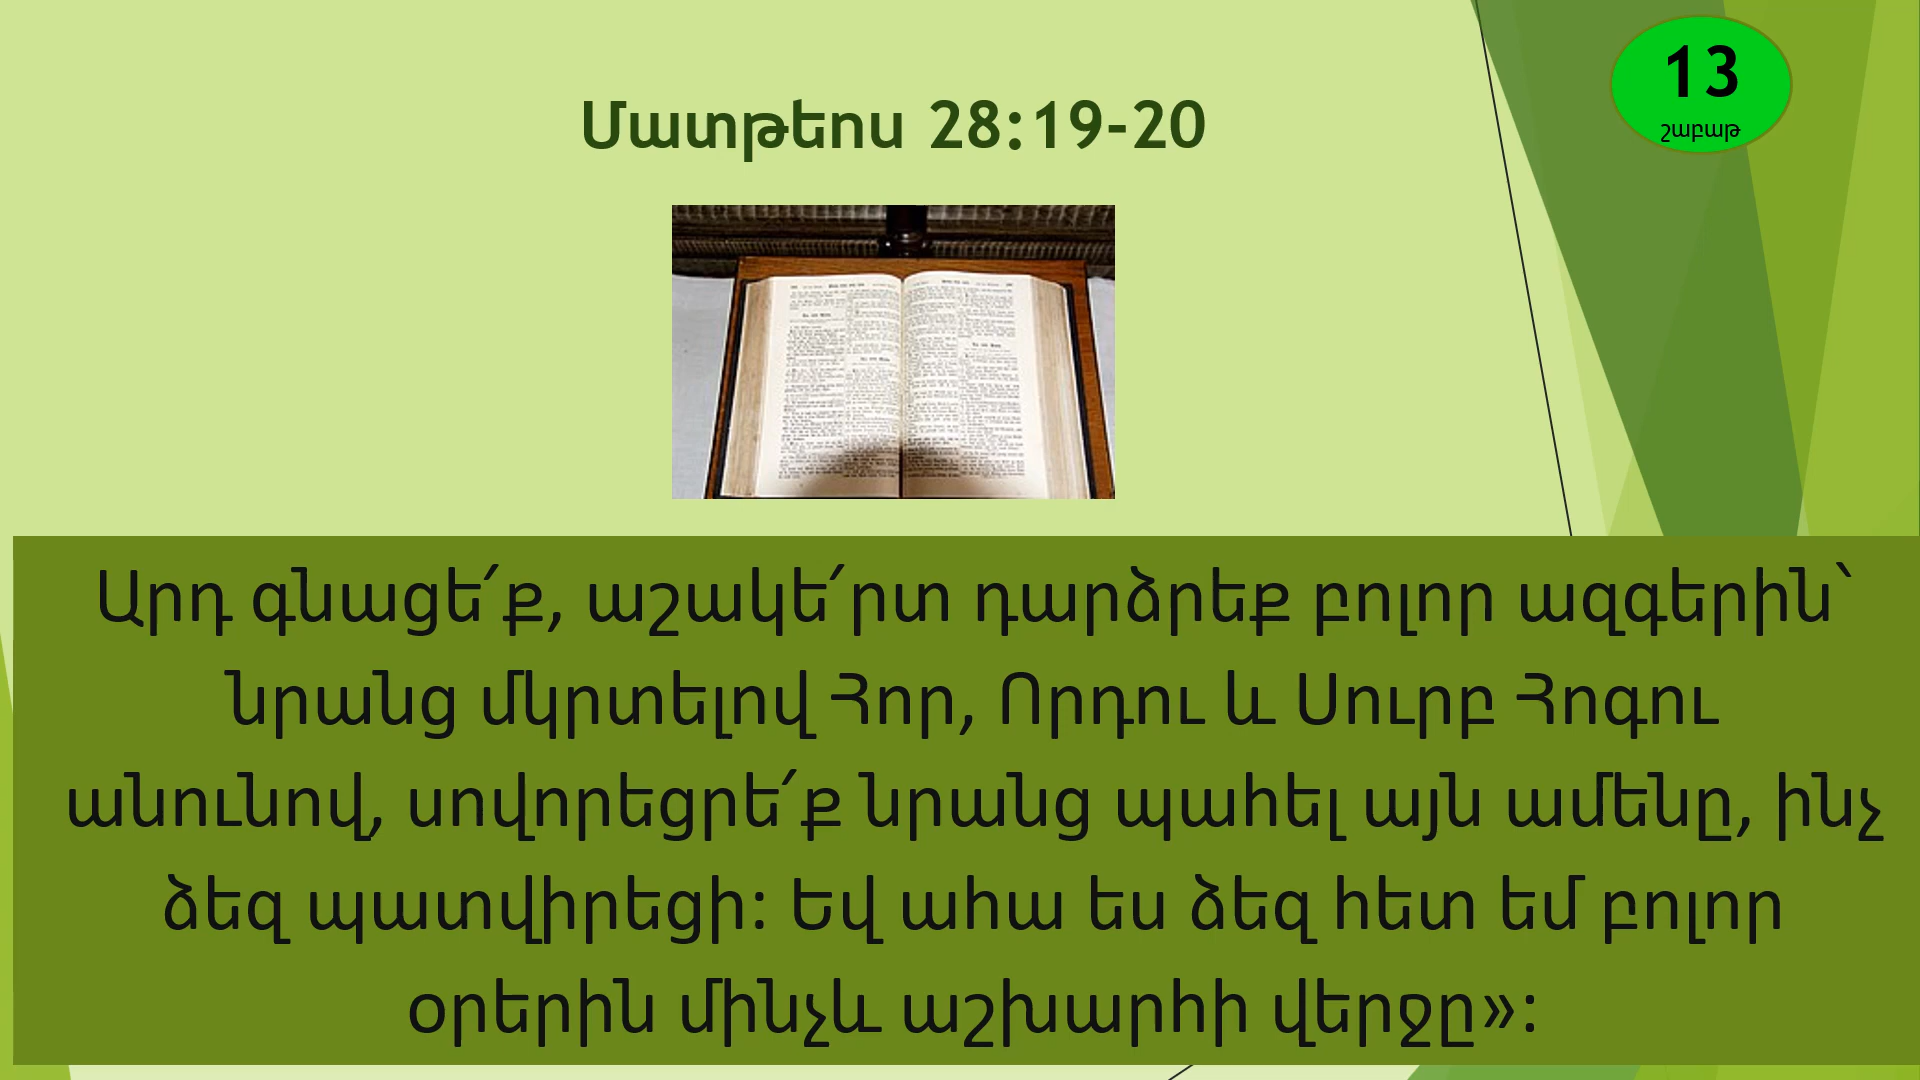 13
շաբաթ
Մատթեոս 28:19-20
Արդ գնացե՛ք, աշակե՛րտ դարձրեք բոլոր ազգերին՝
նրանց մկրտելով Հոր, Որդու և Սուրբ Հոգու
անունով, սովորեցրե՛ք նրանց պահել այն ամենը, ինչ
ձեզ պատվիրեցի: Եվ ահա ես ձեզ հետ եմ բոլոր
օրերին մինչև աշխարհի վերջը»: